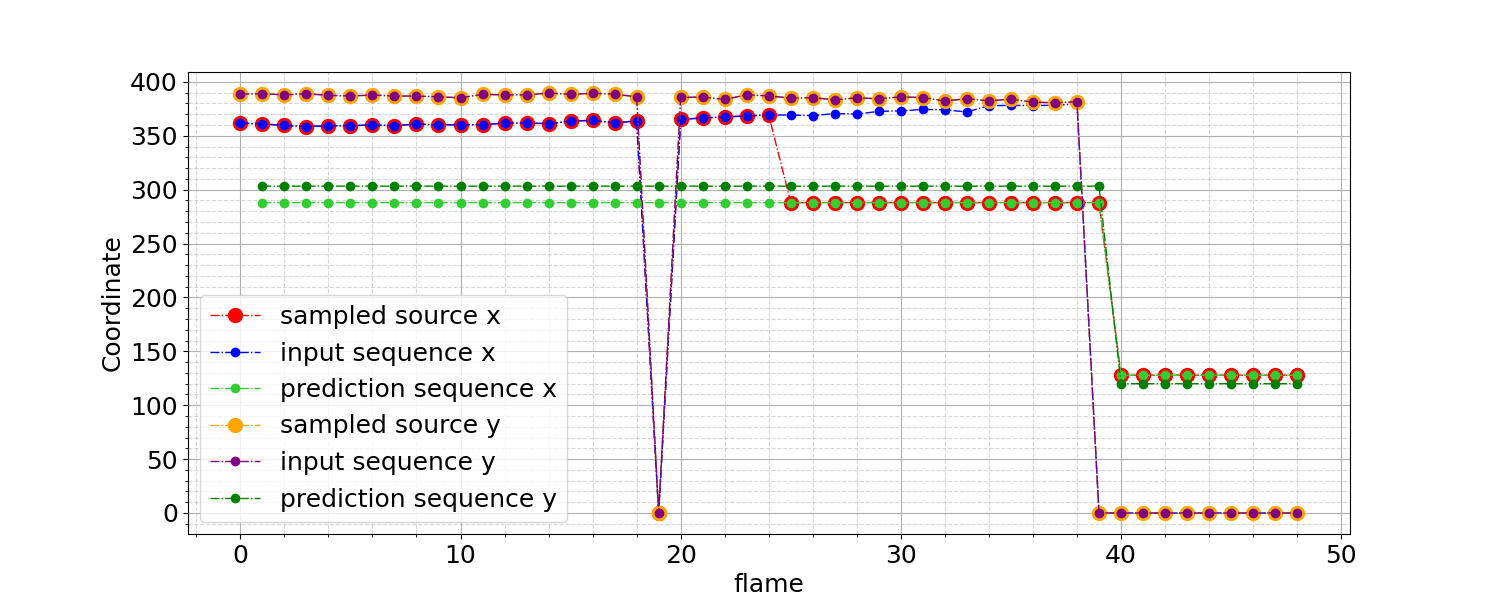 400
350
300
250
200
150
100
50
0
Coordinate
sampled source x
input sequence x
prediction sequence x
sampled source y
input sequence y
prediction sequence y
0 10 20 30 40 50
flame